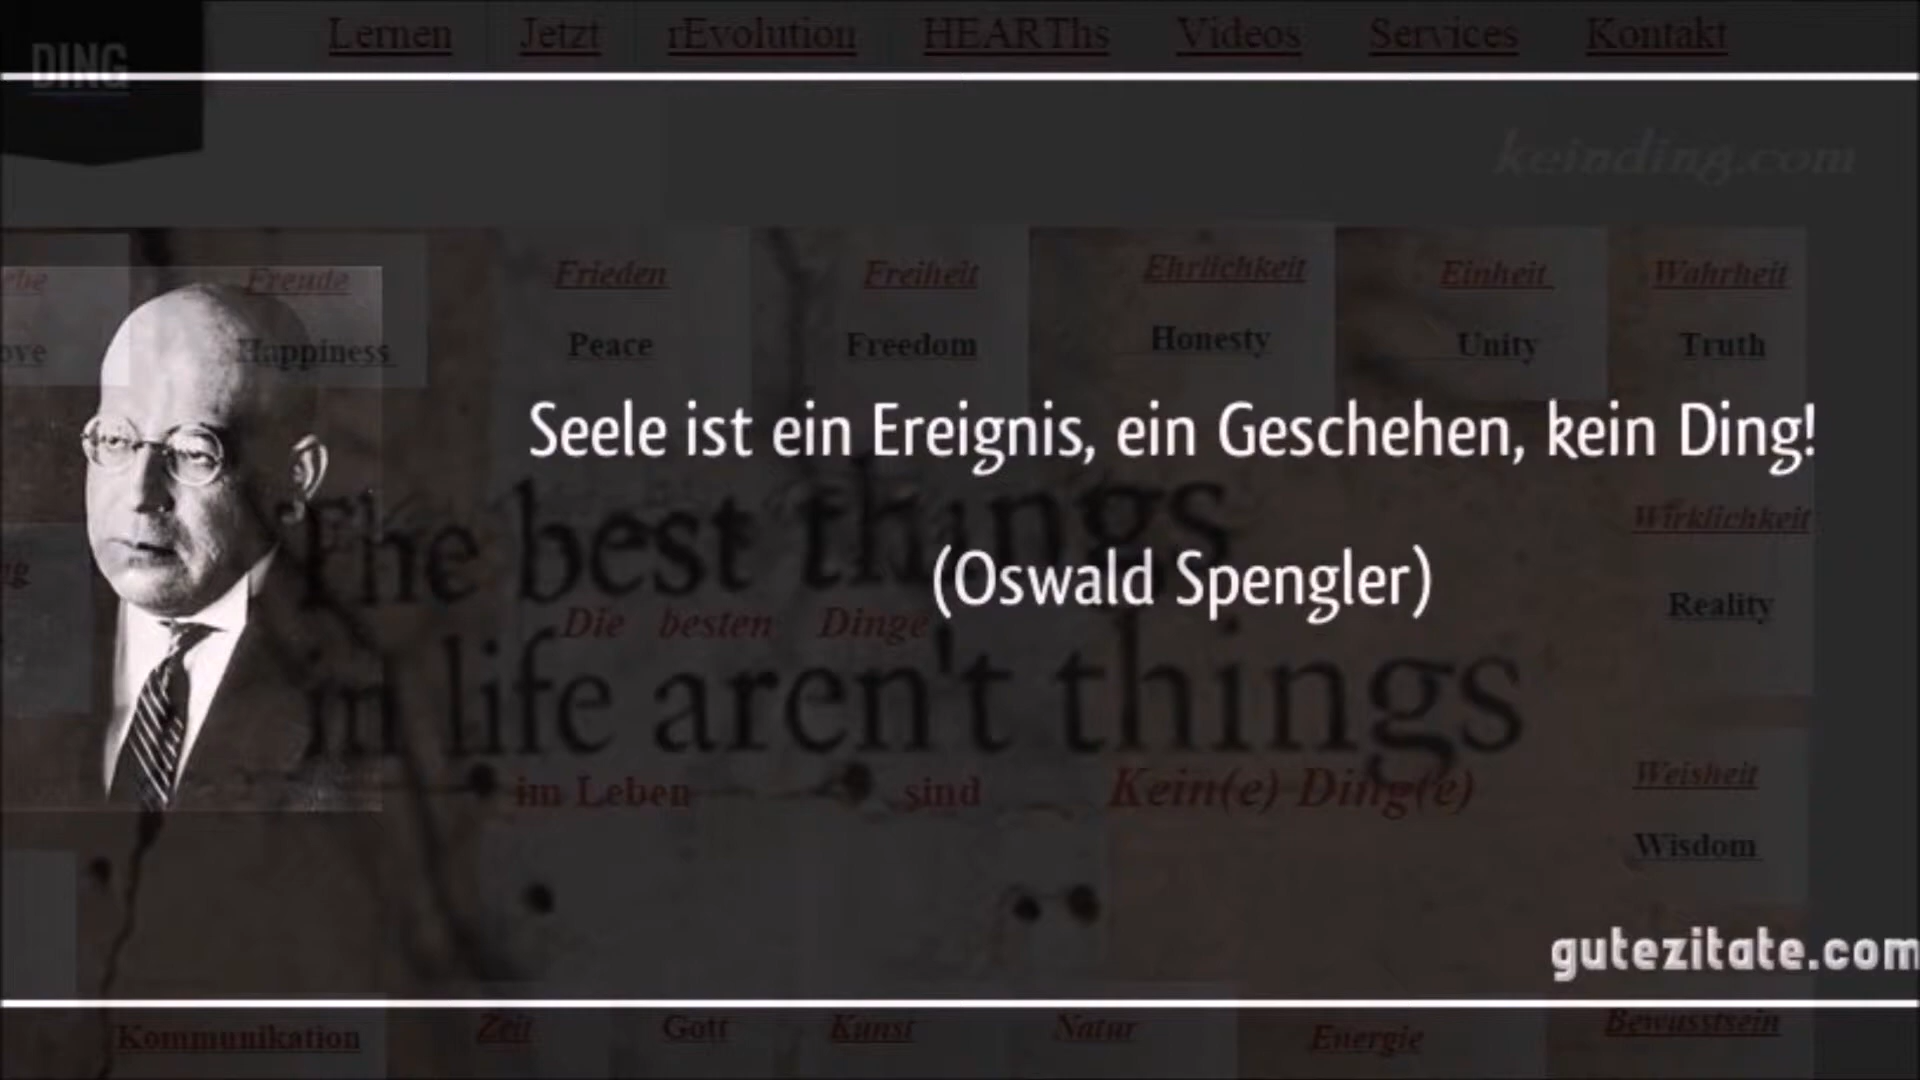 DING
Lernen Jetzt rEvolution HEARThs Videos Services Kontakt
keinding.com
Freude Frieden Freiheit Ehrlichkeit Einheit Wahrheit
Happiness Peace Freedom Honesty Unity Truth
Seele ist ein Ereignis, ein Geschehen, kein Ding!
The best things
Wirklichkeit
(Oswald Spengler)
Reality
Die besten Dinge
in life aren't things
im Leben sind Kein(e) Ding(e)
Weisheit
Wisdom
gutezitate.com
Kommunikation Zeit Gott Kunst Natur Energie Bewusstsein